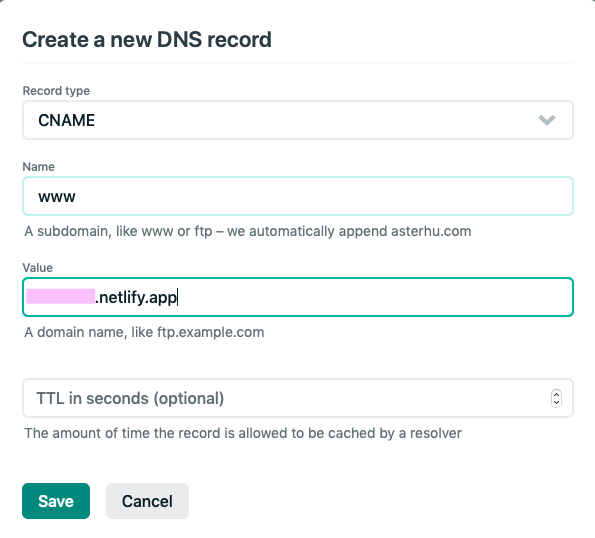 Create a new DNS record
Record type
CNAME
Name
www
A subdomain, like www or ftp – we automatically append asterhu.com
Value
.netlify.app
A domain name, like ftp.example.com
TTL in seconds (optional)
The amount of time the record is allowed to be cached by a resolver
Save
Cancel